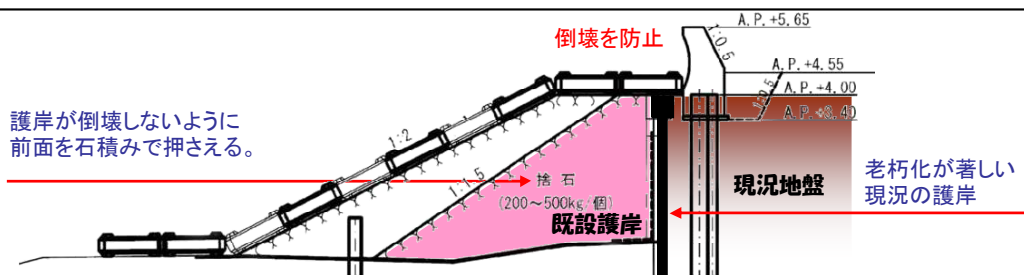 倒壊を防止
A.P.+5.65
1:0.5
A.P.+4.55
1:0.5
A.P.+4.00
A.P.+3.40
護岸が倒壊しないように
前面を石積みで押さえる。
1:2
1:1.5
捨石
(200～500kg/個)
既設護岸
現況地盤
老朽化が著しい
現況の護岸